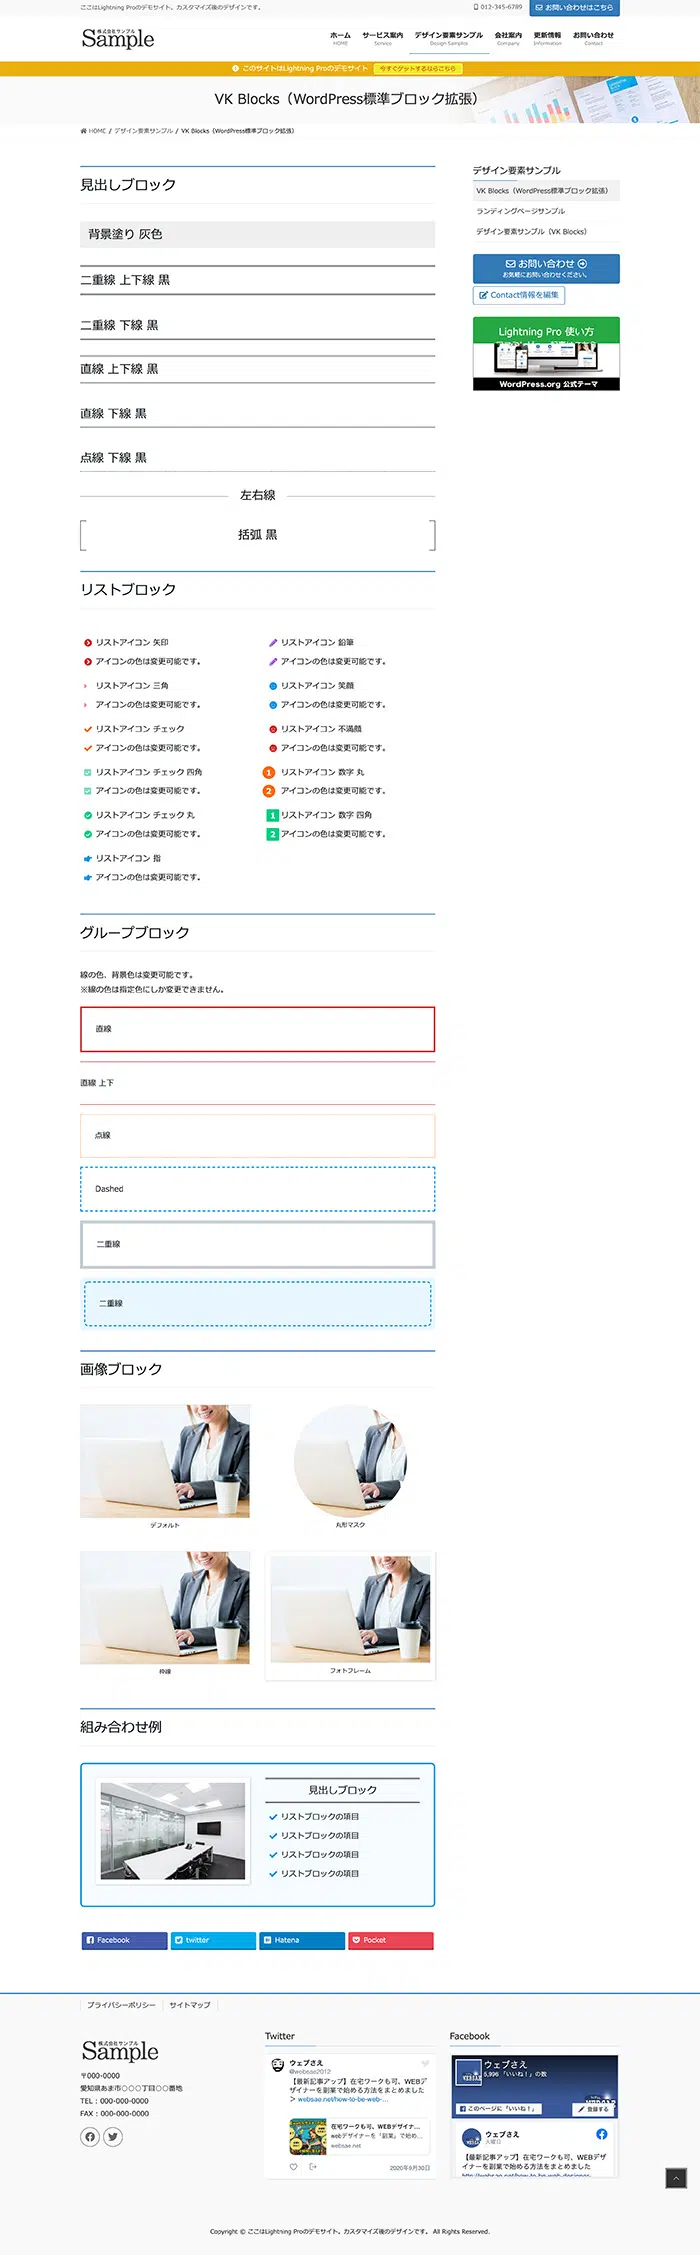 ここはLightning Proのデモサイト。カスタマイズ後のデザインです。
012-345-6789
お問い合わせはこちら
株式会社サンプル
Sample
ホーム
HOME
サービス案内
Service
デザイン要素サンプル
Design Samples
会社案内
Company
更新情報
Information
お問い合わせ
Contact
このサイトはLightning Proのデモサイト
今すぐゲットするならこちら
VK Blocks（WordPress標準ブロック拡張）
HOME / デザイン要素サンプル / VK Blocks（WordPress標準ブロック拡張）
見出しブロック
背景塗り 灰色
二重線 上下線 黒
二重線 下線 黒
直線 上下線 黒
直線 下線 黒
点線 下線 黒
左右線
括弧 黒
デザイン要素サンプル
VK Blocks（WordPress標準ブロック拡張）
ランディングページサンプル
デザイン要素サンプル（VK Blocks）
お問い合わせ
お気軽にお問い合わせください。
Contact情報を編集
Lightning Pro 使い方
WordPress.org 公式テーマ
リストブロック
リストアイコン 矢印
アイコンの色は変更可能です。
リストアイコン 三角
アイコンの色は変更可能です。
リストアイコン チェック
アイコンの色は変更可能です。
リストアイコン チェック 四角
アイコンの色は変更可能です。
リストアイコン チェック 丸
アイコンの色は変更可能です。
リストアイコン 指
アイコンの色は変更可能です。
リストアイコン 鉛筆
アイコンの色は変更可能です。
リストアイコン 笑顔
アイコンの色は変更可能です。
リストアイコン 不満顔
アイコンの色は変更可能です。
1 リストアイコン 数字 丸
2 アイコンの色は変更可能です。
1 リストアイコン 数字 四角
2 アイコンの色は変更可能です。
グループブロック
線の色、背景色は変更可能です。
※線の色は指定色にしか変更できません。
直線
直線 上下
点線
Dashed
二重線
二重線
画像ブロック
デフォルト
丸形マスク
枠線
フォトフレーム
組み合わせ例
見出しブロック
リストブロックの項目
リストブロックの項目
リストブロックの項目
リストブロックの項目
Facebook
twitter
Hatena
Pocket
プライバシーポリシー
サイトマップ
株式会社サンプル
Sample
〒000-0000
愛知県あま市○○○丁目○○番地
TEL : 000-000-0000
FAX : 000-000-0000
Twitter
ウェブさえ
@websae2012
【最新記事アップ】在宅ワークも可、WEBデ
ザイナーを副業で始める方法をまとめました
> websae.net/how-to-be-web-…
在宅ワークも可、WEBデザイナ…
webデザイナーを「副業」で始め…
websae.net
2020年9月30日
Facebook
ウェブさえ
5,996 「いいね！」の数
このページに「いいね！」
登録する
ウェブさえ
火曜日
【最新記事アップ】在宅ワークも可、WEBデ
ザイナーを副業で始める方法をまとめました
http://websae.net/how-to-be-web-designer-
Copyright © ここはLightning Proのデモサイト。カスタマイズ後のデザインです。 All Rights Reserved.